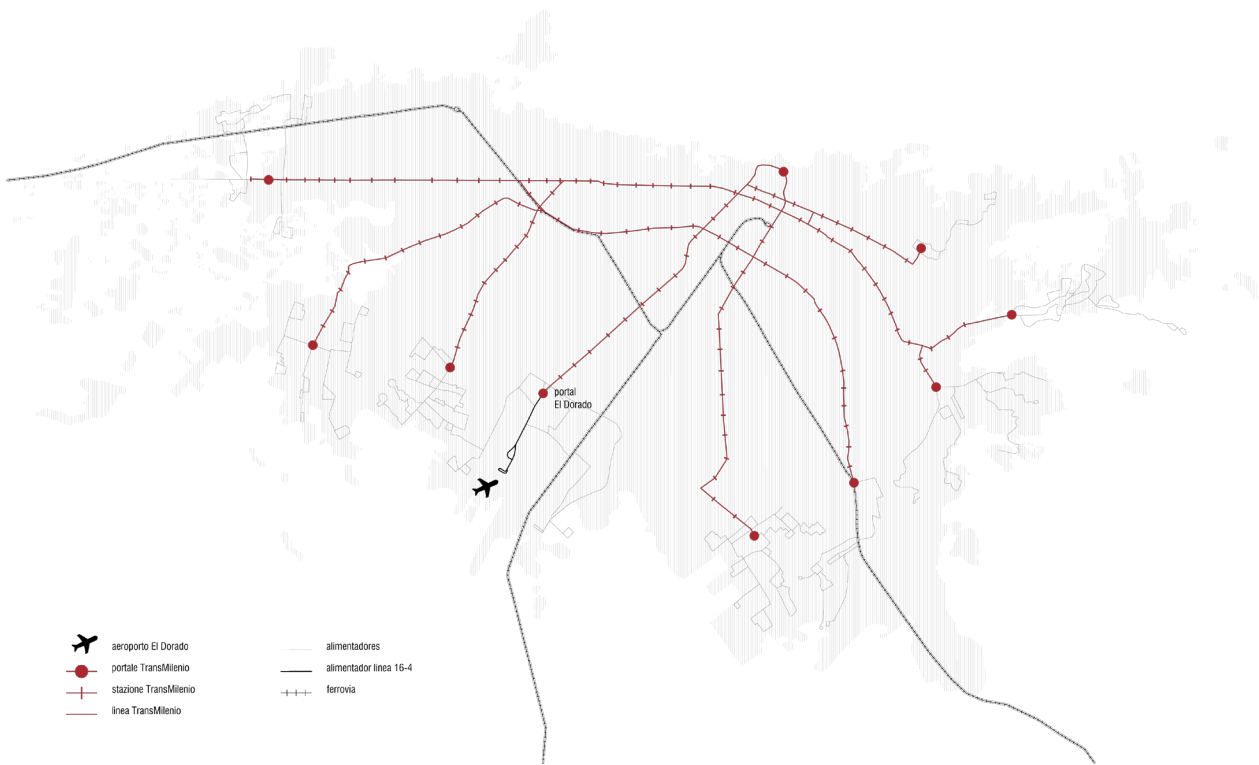 portal
El Dorado
aeroporto El Dorado
portale TransMilenio
stazione TransMilenio
linea TransMilenio
alimentadores
alimentador linea 16-4
ferrovia